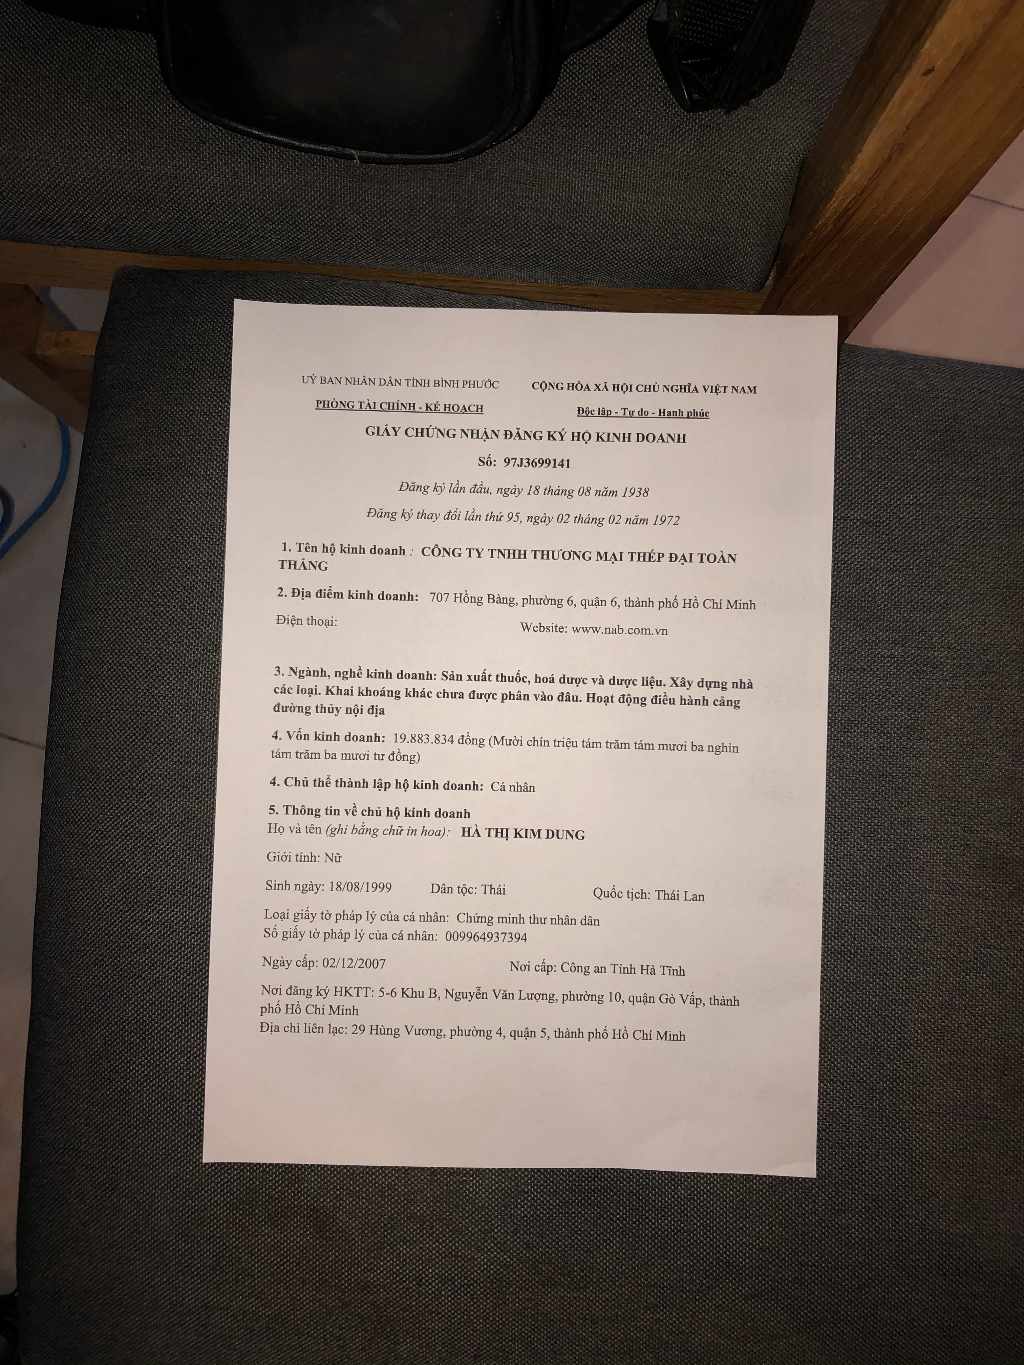 UỶ BAN NHÂN DÂN TỈNH BÌNH PHƯỚC
CỘNG HÒA XÃ HỘI CHỦ NGHĨA VIỆT NAM
PHÒNG TÀI CHÍNH - KẾ HOẠCH
Độc lập - Tự do - Hạnh phúc
GIẤY CHỨNG NHẬN ĐĂNG KÝ HỘ KINH DOANH
Số: 97J3699141
Đăng ký lần đầu, ngày 18 tháng 08 năm 1938
Đăng ký thay đổi lần thứ 95, ngày 02 tháng 02 năm 1972
1. Tên hộ kinh doanh : CÔNG TY TNHH THƯƠNG MẠI THÉP ĐẠI TOÀN
THẮNG
2. Địa điểm kinh doanh: 707 Hồng Bàng, phường 6, quận 6, thành phố Hồ Chí Minh
Điện thoại:
Website: www.nab.com.vn
3. Ngành, nghề kinh doanh: Sản xuất thuốc, hoá dược và dược liệu. Xây dựng nhà
các loại. Khai khoáng khác chưa được phân vào đâu. Hoạt động điều hành cảng
đường thủy nội địa
4. Vốn kinh doanh: 19.883.834 đồng (Mười chín triệu tám trăm tám mươi ba nghìn
tám trăm ba mươi tư đồng)
4. Chủ thể thành lập hộ kinh doanh: Cá nhân
5. Thông tin về chủ hộ kinh doanh
Họ và tên (ghi bằng chữ in hoa): HÀ THỊ KIM DUNG
Giới tính: Nữ
Sinh ngày: 18/08/1999 Dân tộc: Thái Quốc tịch: Thái Lan
Loại giấy tờ pháp lý của cá nhân: Chứng minh thư nhân dân
Số giấy tờ pháp lý của cá nhân: 009964937394
Ngày cấp: 02/12/2007 Nơi cấp: Công an Tỉnh Hà Tĩnh
Nơi đăng ký HKTT: 5-6 Khu B, Nguyễn Văn Lượng, phường 10, quận Gò Vấp, thành
phố Hồ Chí Minh
Địa chỉ liên lạc: 29 Hùng Vương, phường 4, quận 5, thành phố Hồ Chí Minh